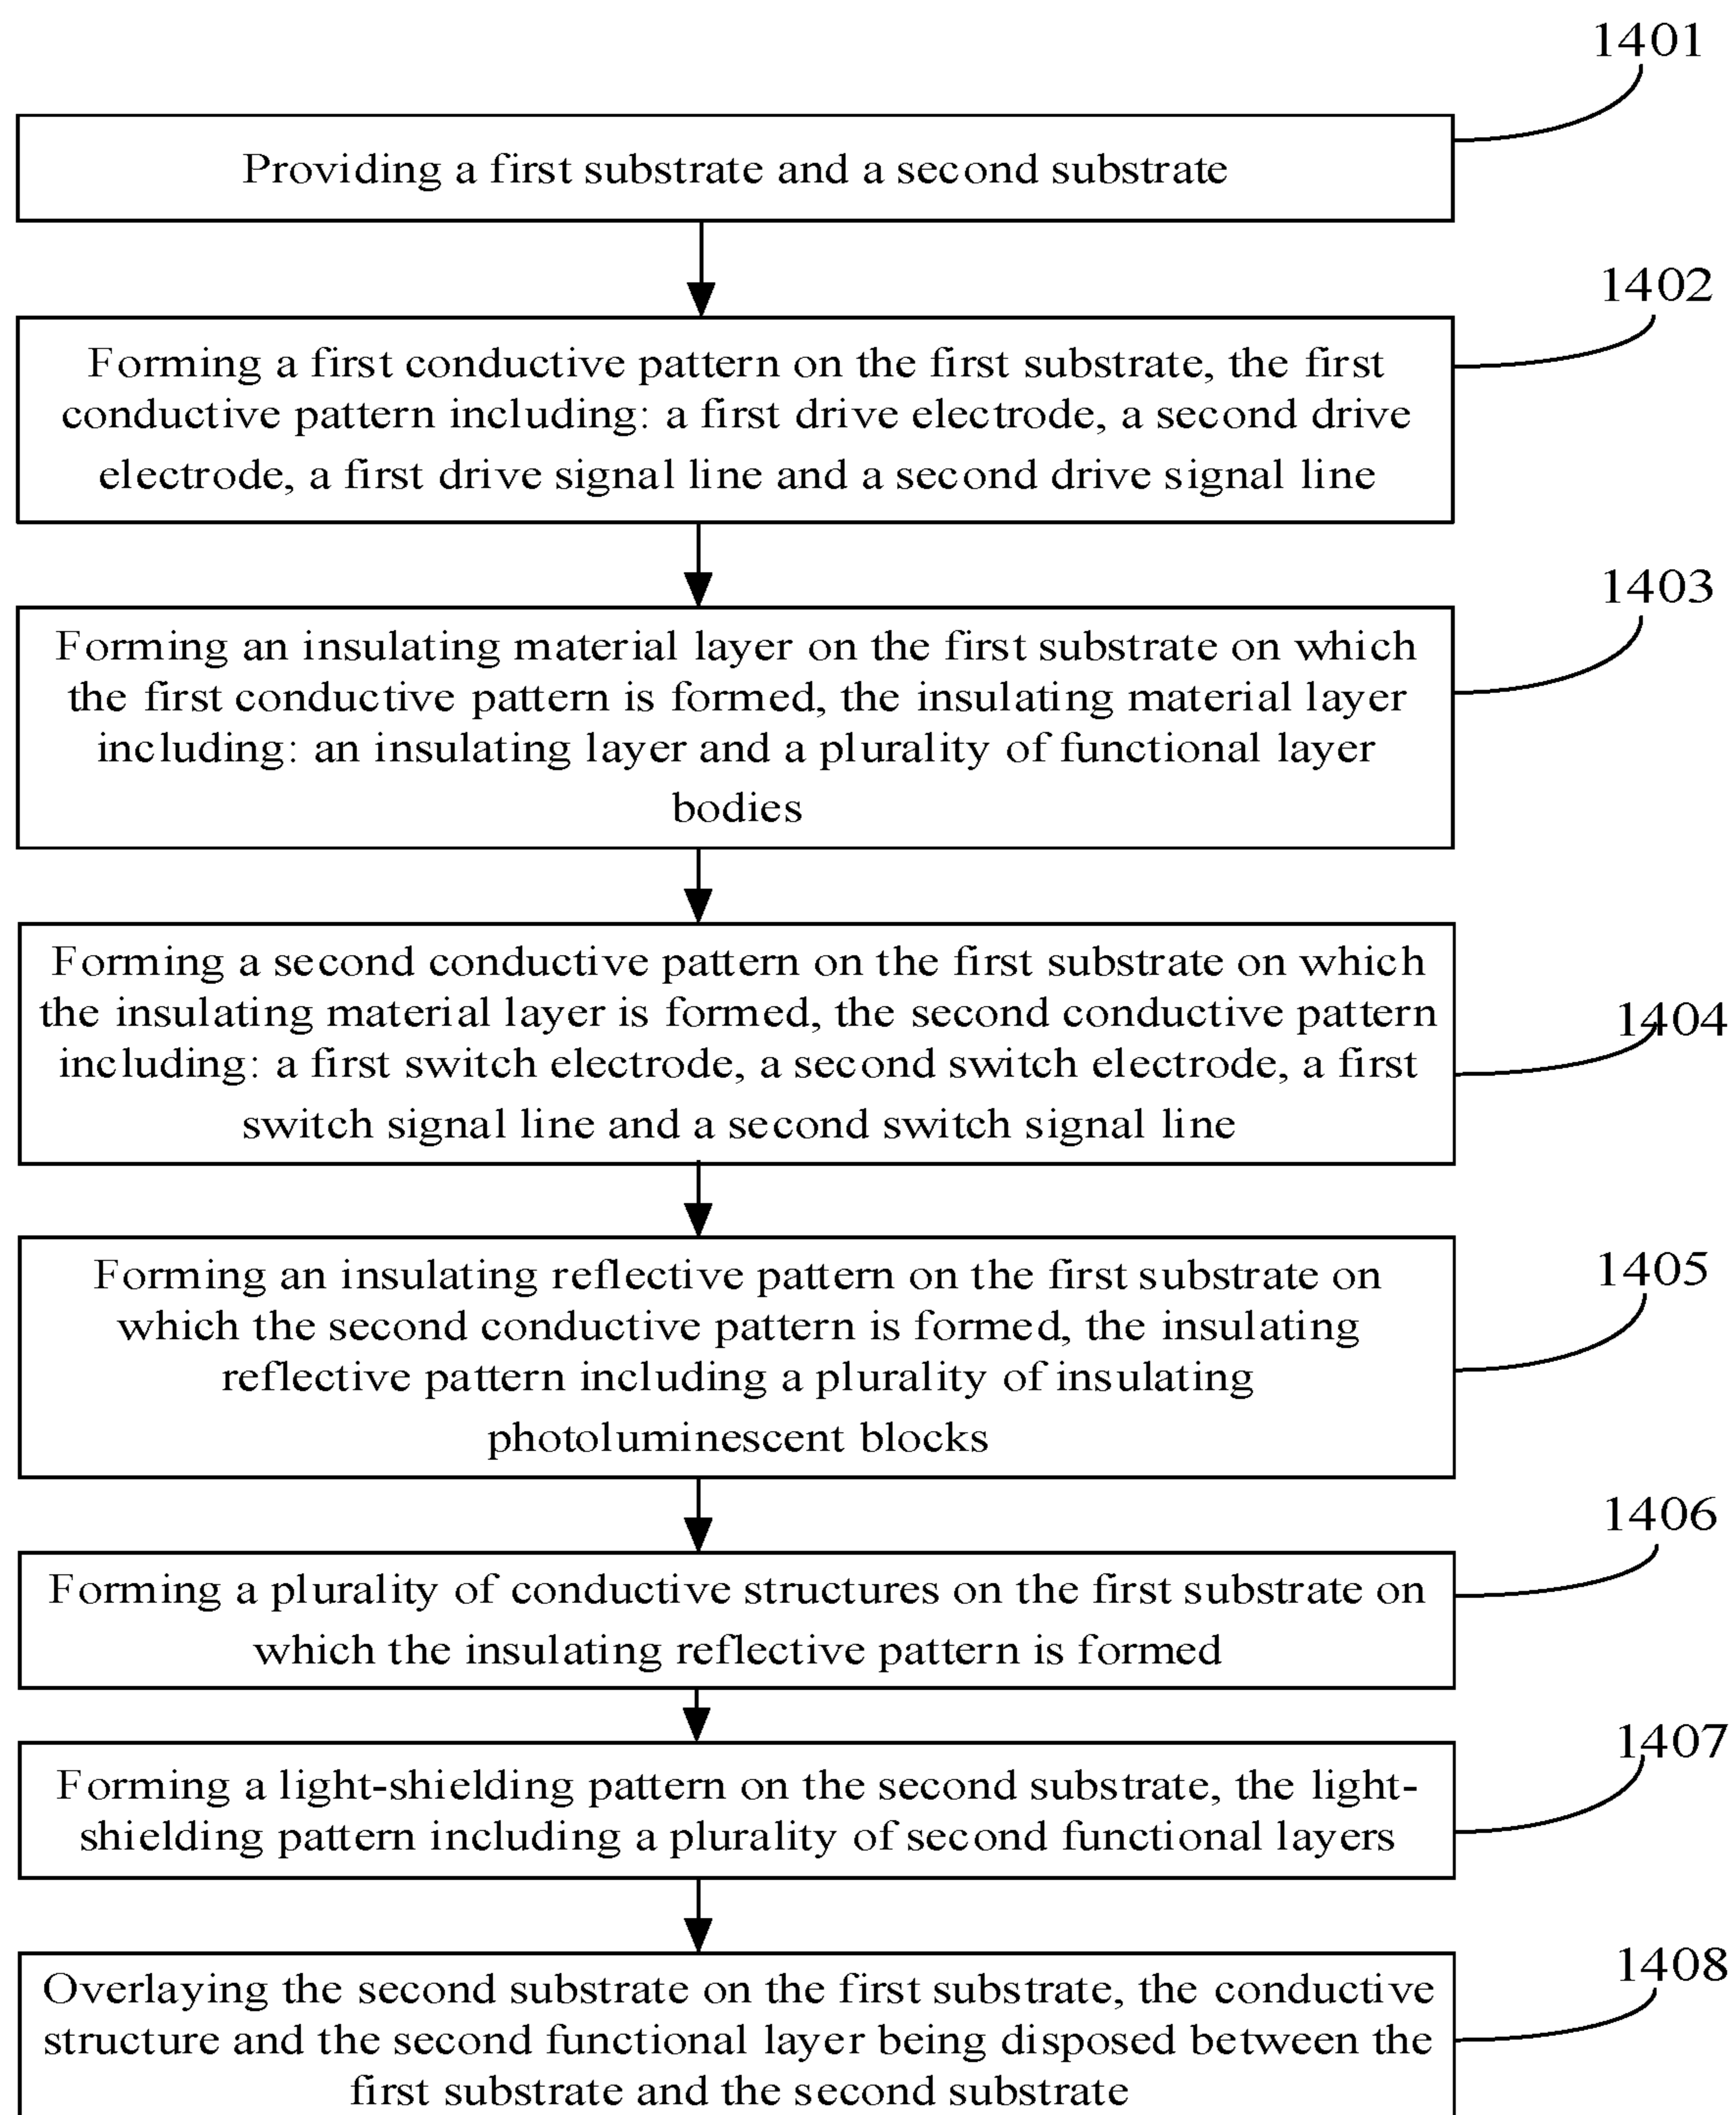 1401
Providing a first substrate and a second substrate
1402
Forming a first conductive pattern on the first substrate, the first
conductive pattern including: a first drive electrode, a second drive
electrode, a first drive signal line and a second drive signal line
1403
Forming an insulating material layer on the first substrate on which
the first conductive pattern is formed, the insulating material layer
including: an insulating layer and a plurality of functional layer
bodies
1404
Forming a second conductive pattern on the first substrate on which
the insulating material layer is formed, the second conductive pattern
including: a first switch electrode, a second switch electrode, a first
switch signal line and a second switch signal line
1405
Forming an insulating reflective pattern on the first substrate on
which the second conductive pattern is formed, the insulating
reflective pattern including a plurality of insulating
photoluminescent blocks
1406
Forming a plurality of conductive structures on the first substrate on
which the insulating reflective pattern is formed
1407
Forming a light-shielding pattern on the second substrate, the light-
shielding pattern including a plurality of second functional layers
1408
Overlaying the second substrate on the first substrate, the conductive
structure and the second functional layer being disposed between the
first substrate and the second substrate